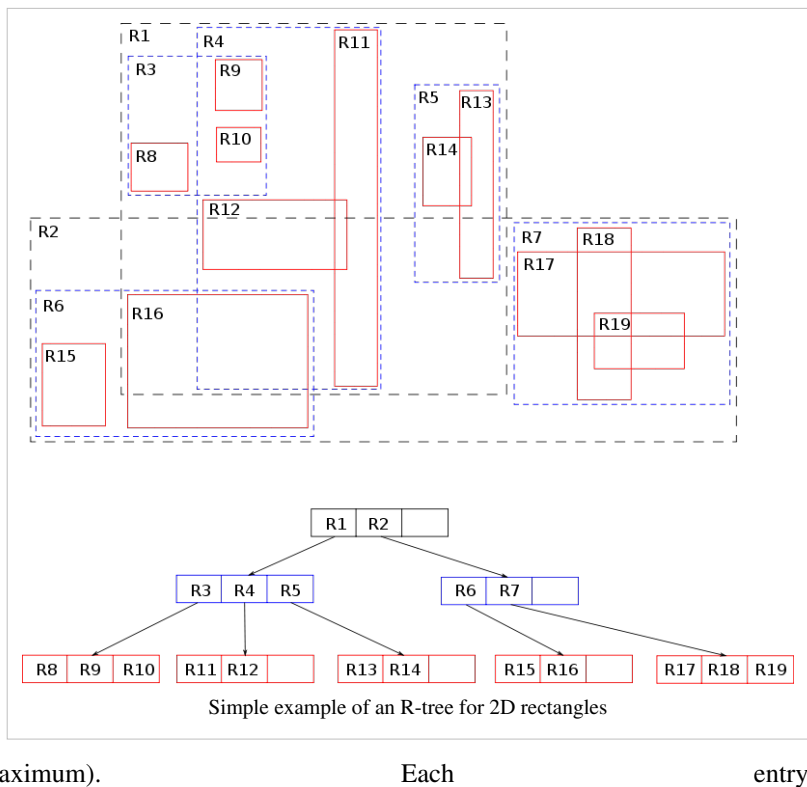 R1 R4 R11
R3 R9
R5 R13
R10 R14
R8
R12
R2 R7 R18
R17
R6 R16
R19
R15
R1 R2
R3 R4 R5 R6 R7
R8 R9 R10 R11 R12 R13 R14 R15 R16 R17 R18 R19
Simple example of an R-tree for 2D rectangles
aximum). Each entry